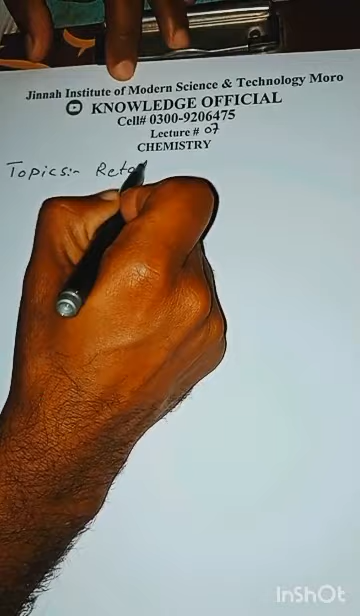 Jinnah Institute of Modern Science & Technology Moro
KNOWLEDGE OFFICIAL
Cell# 0300-9206475
Lecture # 07
CHEMISTRY
Topics:-
InShOt